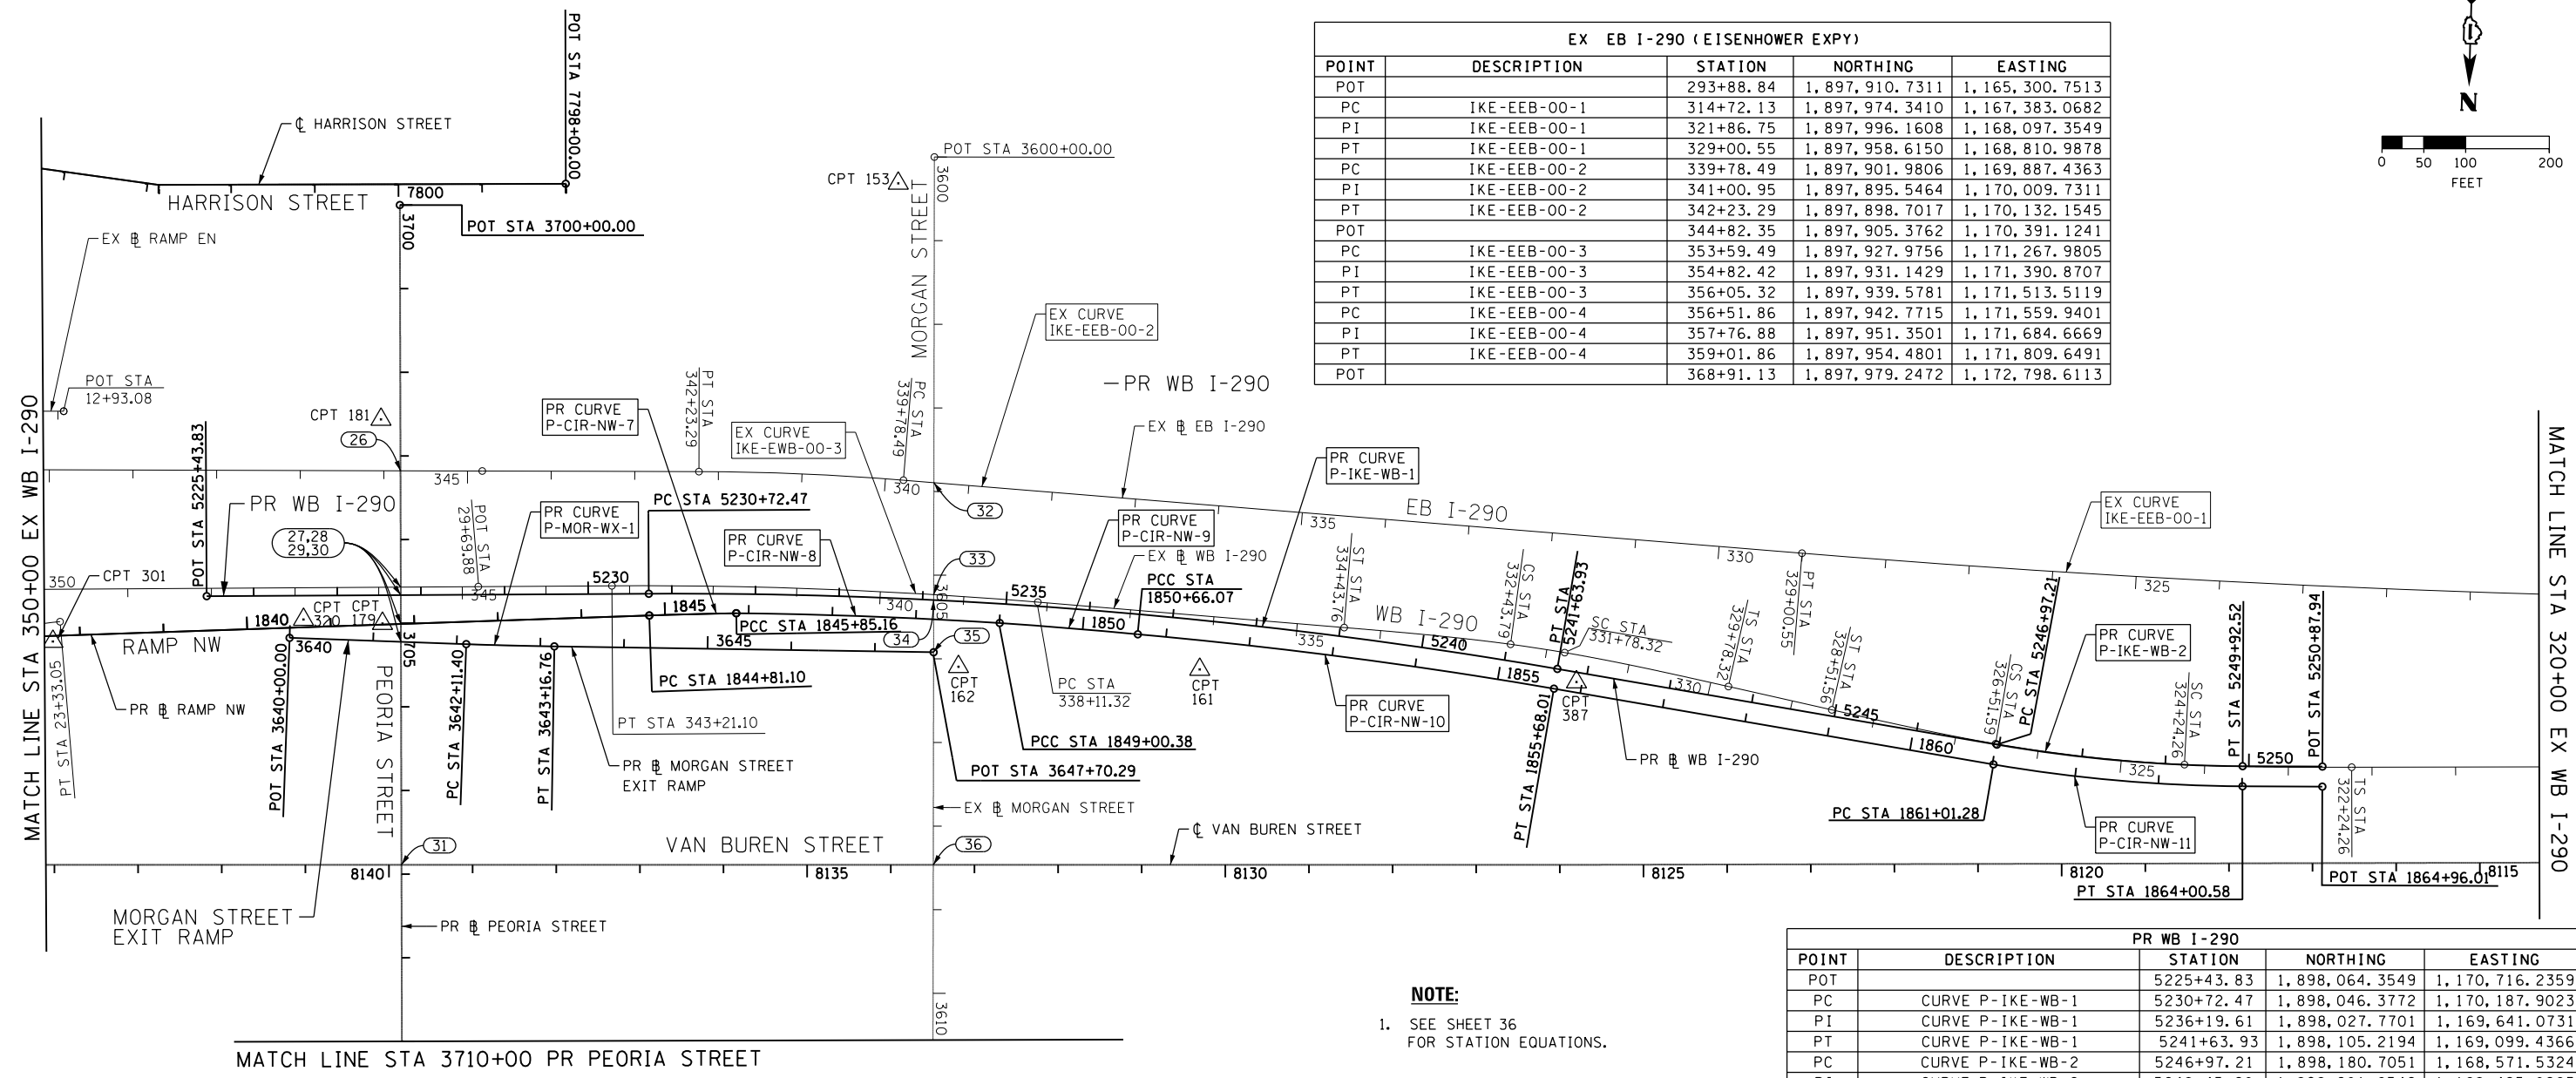 POT STA 7798+00.00
℄ HARRISON STREET
HARRISON STREET
7800
3700
POT STA 3700+00.00
EX ℄ RAMP EN
POT STA
12+93.08
CPT 181
26
POT STA 3600+00.00
3600
CPT 153
MORGAN STREET
EX CURVE
IKE-EEB-00-2
PR WB I-290
EX EB I-290 (EISENHOWER EXPY)
POINT DESCRIPTION STATION NORTHING EASTING
POT 293+88.84 1,897,910.7311 1,165,300.7513
PC IKE-EEB-00-1 314+72.13 1,897,974.3410 1,167,383.0682
PI IKE-EEB-00-1 321+86.75 1,897,996.1608 1,168,097.3549
PT IKE-EEB-00-1 329+00.55 1,897,958.6150 1,168,810.9878
PC IKE-EEB-00-2 339+78.49 1,897,901.9806 1,169,887.4363
PI IKE-EEB-00-2 341+00.95 1,897,895.5464 1,170,009.7311
PT IKE-EEB-00-2 342+23.29 1,897,898.7017 1,170,132.1545
POT 344+82.35 1,897,905.3762 1,170,391.1241
PC IKE-EEB-00-3 353+59.49 1,897,927.9756 1,171,267.9805
PI IKE-EEB-00-3 354+82.42 1,897,931.1429 1,171,390.8707
PT IKE-EEB-00-3 356+05.32 1,897,939.5781 1,171,513.5119
PC IKE-EEB-00-4 356+51.86 1,897,942.7715 1,171,559.9401
PI IKE-EEB-00-4 357+76.88 1,897,951.3501 1,171,684.6669
PT IKE-EEB-00-4 359+01.86 1,897,954.4801 1,171,809.6491
POT 368+91.13 1,897,979.2472 1,172,798.6113
N
0 50 100 200
FEET
MATCH LINE STA 350+00 EX WB I-290
POT STA 5225+43.83
PR WB I-290
27,28
29,30
350
CPT 301
1840
CPT
320
CPT
179
RAMP NW
PR ℄ RAMP NW
PT STA 23+33.05
POT STA 3640+00.00
3640
3705
PEORIA STREET
PC STA 3642+11.40
PT STA 3643+16.76
345
POT STA
29+69.88
345
PR CURVE
P-MOR-WX-1
PR CURVE
P-CIR-NW-7
PT STA
342+23.29
PC STA 5230+72.47
5230
1845
PR CURVE
P-CIR-NW-8
EX CURVE
IKE-EWB-00-3
PC STA
339+78.49
340
340
PCC STA 1845+85.16
3645
PC STA 1844+81.10
PT STA 343+21.10
PR ℄ MORGAN STREET
EXIT RAMP
32
33
3605
34
35
CPT
162
5235
PR CURVE
P-CIR-NW-9
EX ℄ EB I-290
EX ℄ WB I-290
PCC STA
1850+66.07
1850
PC STA
338+11.32
CPT
161
PCC STA 1849+00.38
POT STA 3647+70.29
EX ℄ MORGAN STREET
PR CURVE
P-IKE-WB-1
335
EB I-290
ST STA
334+43.76
WB I-290
335
5240
PR CURVE
P-CIR-NW-10
CS STA
332+43.79
PT STA
5241+63.93
SC STA
331+78.32
1855
CPT
387
PT STA 1855+68.01
330
330
TS STA
329+78.32
PT STA
329+00.55
ST STA
328+51.56
5245
PR ℄ WB I-290
1860
CS STA
326+51.59
PC STA 5246+97.21
325
EX CURVE
IKE-EEB-00-1
PR CURVE
P-IKE-WB-2
325
SC STA
324+24.26
PT STA 5249+92.52
5250
POT STA 5250+87.94
TS STA
322+24.26
MATCH LINE STA 320+00 EX WB I-290
PC STA 1861+01.28
PR CURVE
P-CIR-NW-11
PT STA 1864+00.58
POT STA 1864+96.01
31
VAN BUREN STREET
36
℄ VAN BUREN STREET
8140
8135
8130
8125
8120
8115
MORGAN STREET
EXIT RAMP
PR ℄ PEORIA STREET
3610
MATCH LINE STA 3710+00 PR PEORIA STREET
NOTE:
1. SEE SHEET 36
FOR STATION EQUATIONS.
PR WB I-290
POINT DESCRIPTION STATION NORTHING EASTING
POT 5225+43.83 1,898,064.3549 1,170,716.2359
PC CURVE P-IKE-WB-1 5230+72.47 1,898,046.3772 1,170,187.9023
PI CURVE P-IKE-WB-1 5236+19.61 1,898,027.7701 1,169,641.0731
PT CURVE P-IKE-WB-1 5241+63.93 1,898,105.2194 1,169,099.4366
PC CURVE P-IKE-WB-2 5246+97.21 1,898,180.7051 1,168,571.5324